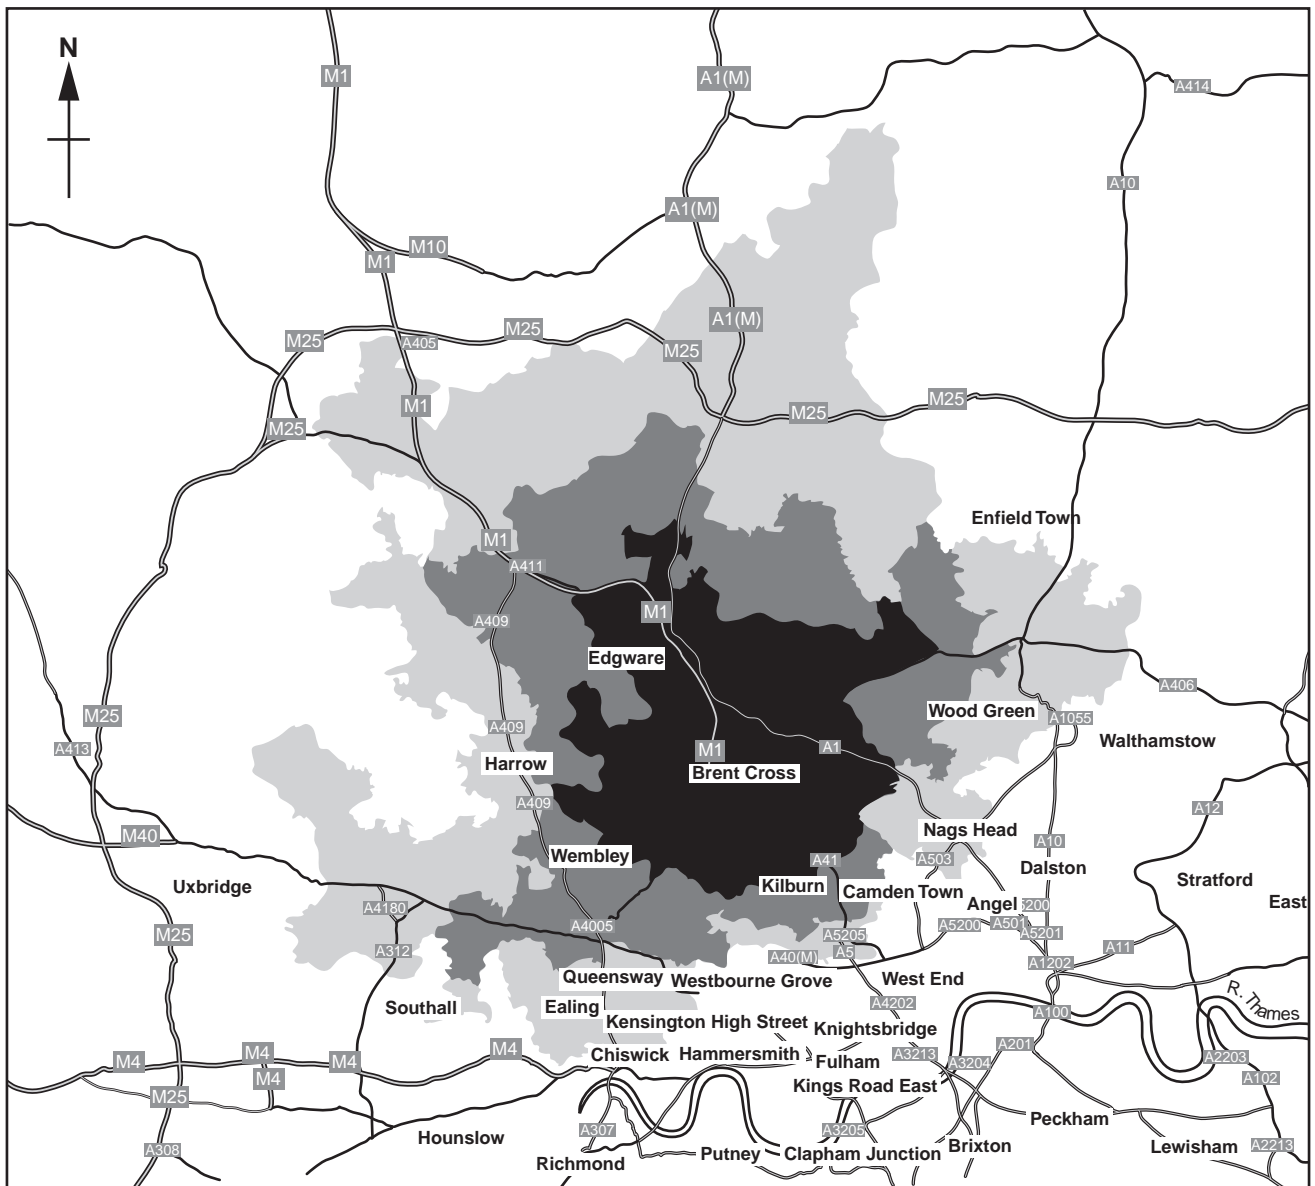 N
M1
A1(M)
A414
A10
A1(M)
M10
M1
A1(M)
M25
M25
A405
M25
M1
M25
M25
M25
Enfield Town
M1
A411
M1
A409
Edgware
A406
M25
A409
Wood Green
A1055
A413
M1
A1
Walthamstow
Harrow
Brent Cross
A409
A12
M40
Nags Head
A10
Wembley
A41
A503
Dalston
Uxbridge
Kilburn
Camden Town
Stratford
A4180
Angel
5200
East
A4005
A5200
A501
M25
A5205
A5201
A312
A40(M)
A5
A11
A1202
Queensway
Westbourne Grove
West End
Southall
Ealing
A4202
R. Thames
Kensington High Street
Knightsbridge
A100
M4
M4
M4
M4
Chiswick
Hammersmith
Fulham
A3213
A3204
A201
A2203
M4
Kings Road East
A102
M25
A307
A3205
Peckham
Hounslow
A308
Richmond
Putney
Clapham Junction
Brixton
Lewisham
A2213